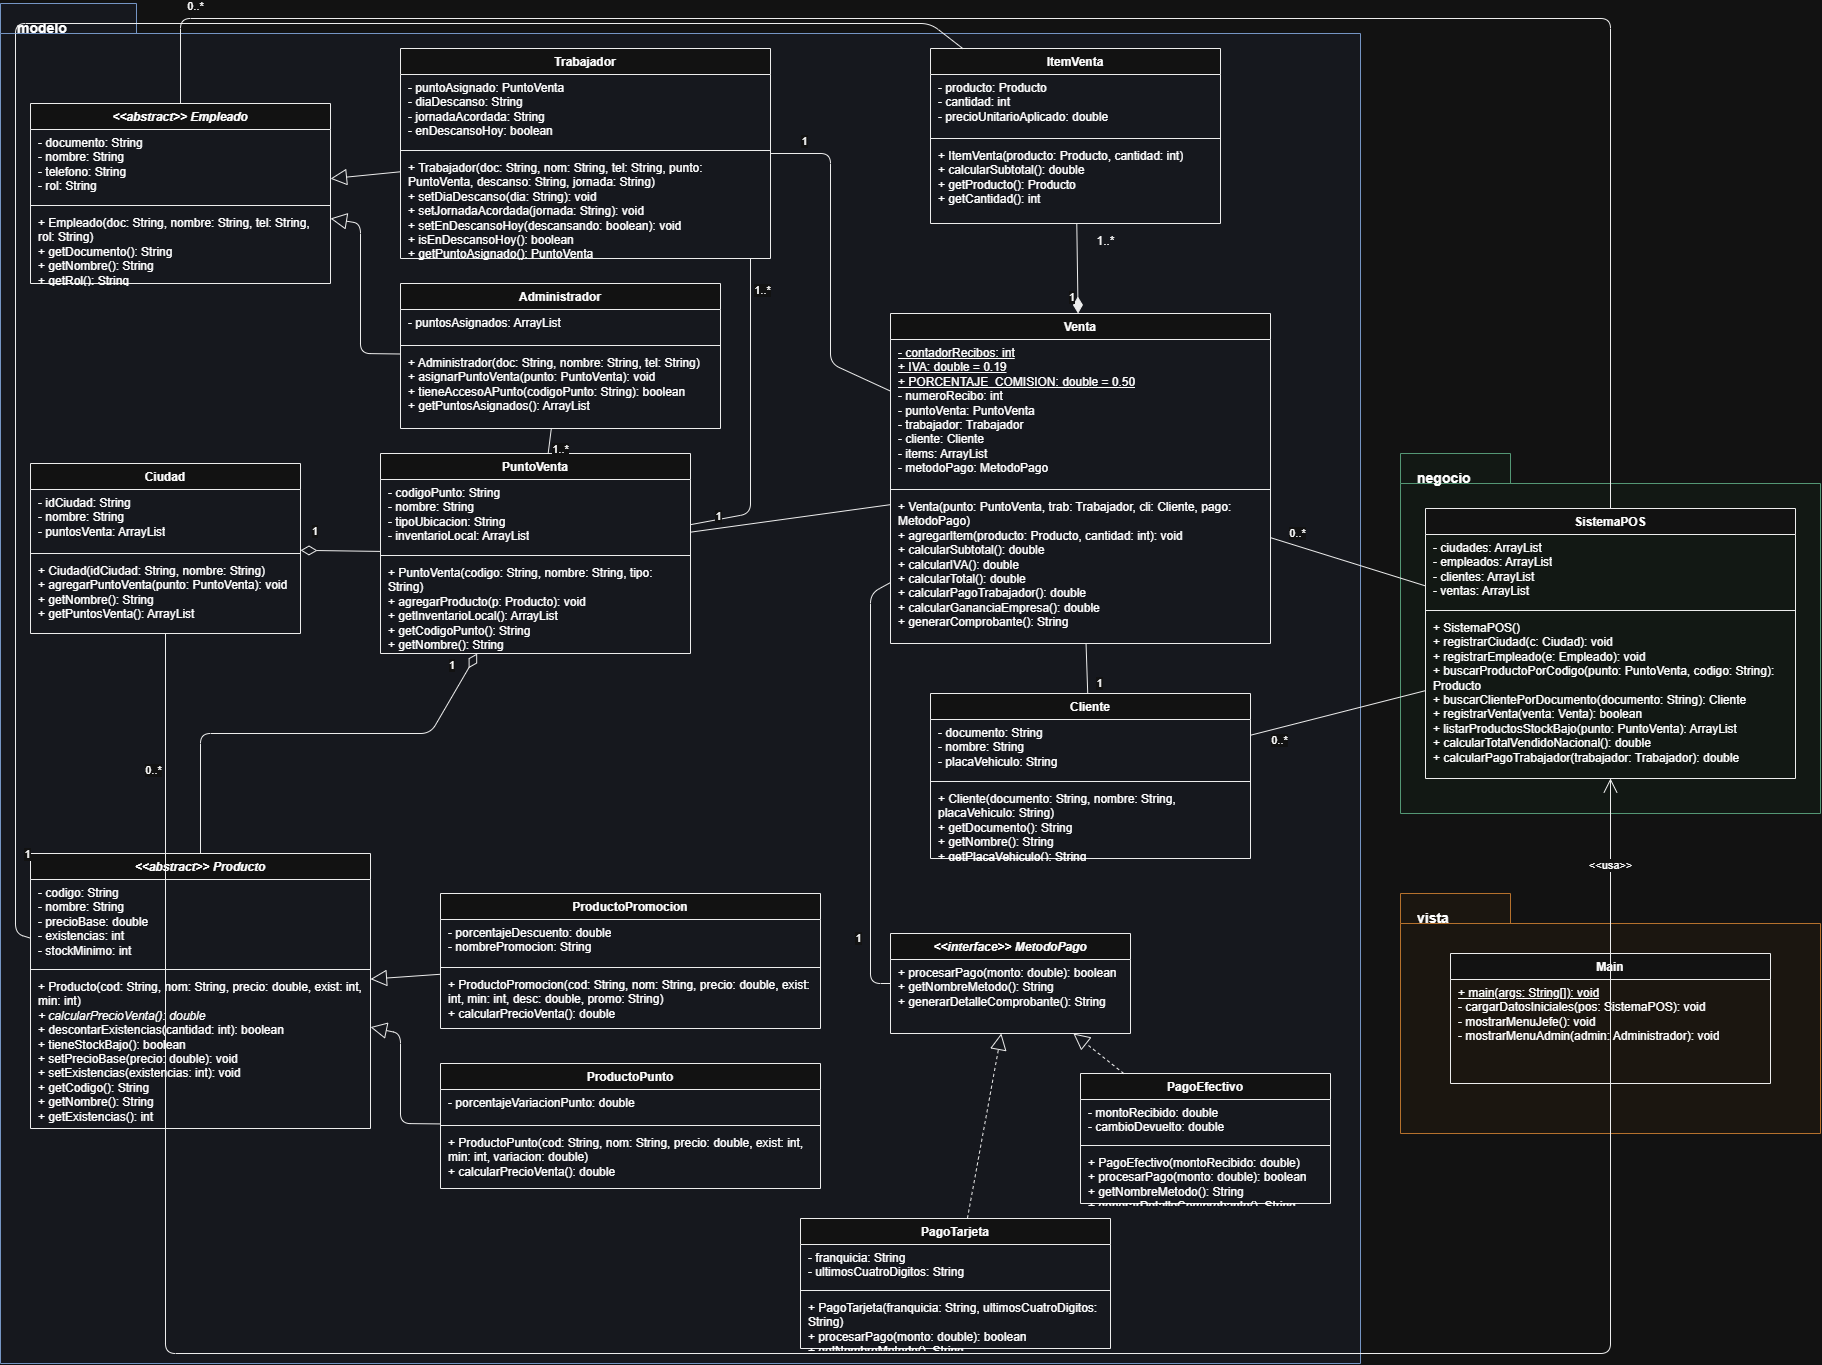 0..*
modelo
Trabajador
- puntoAsignado: PuntoVenta
- diaDescanso: String
- jornadaAcordada: String
- enDescansoHoy: boolean
+ Trabajador(doc: String, nom: String, tel: String, punto:
PuntoVenta, descanso: String, jornada: String)
+ setDiaDescanso(dia: String): void
+ setJornadaAcordada(jornada: String): void
+ setEnDescansoHoy(descansando: boolean): void
+ isEnDescansoHoy(): boolean
+ getPuntoAsignado(): PuntoVenta
ItemVenta
- producto: Producto
- cantidad: int
- precioUnitarioAplicado: double
+ ItemVenta(producto: Producto, cantidad: int)
+ calcularSubtotal(): double
+ getProducto(): Producto
+ getCantidad(): int
<<abstract>> Empleado
- documento: String
- nombre: String
- telefono: String
- rol: String
+ Empleado(doc: String, nombre: String, tel: String,
rol: String)
+ getDocumento(): String
+ getNombre(): String
+ getRol(): String
1
1..*
1..*
1
Administrador
- puntosAsignados: ArrayList
+ Administrador(doc: String, nombre: String, tel: String)
+ asignarPuntoVenta(punto: PuntoVenta): void
+ tieneAccesoAPunto(codigoPunto: String): boolean
+ getPuntosAsignados(): ArrayList
1..*
Venta
- contadorRecibos: int
+ IVA: double = 0.19
+ PORCENTAJE_COMISION: double = 0.50
- numeroRecibo: int
- puntoVenta: PuntoVenta
- trabajador: Trabajador
- cliente: Cliente
- items: ArrayList
- metodoPago: MetodoPago
+ Venta(punto: PuntoVenta, trab: Trabajador, cli: Cliente, pago:
MetodoPago)
+ agregarItem(producto: Producto, cantidad: int): void
+ calcularSubtotal(): double
+ calcularIVA(): double
+ calcularTotal(): double
+ calcularPagoTrabajador(): double
+ calcularGananciaEmpresa(): double
+ generarComprobante(): String
Ciudad
- idCiudad: String
- nombre: String
- puntosVenta: ArrayList
+ Ciudad(idCiudad: String, nombre: String)
+ agregarPuntoVenta(punto: PuntoVenta): void
+ getNombre(): String
+ getPuntosVenta(): ArrayList
1
PuntoVenta
- codigoPunto: String
- nombre: String
- tipoUbicacion: String
- inventarioLocal: ArrayList
+ PuntoVenta(codigo: String, nombre: String, tipo:
String)
+ agregarProducto(p: Producto): void
+ getInventarioLocal(): ArrayList
+ getCodigoPunto(): String
+ getNombre(): String
1
1
0..*
negocio
SistemaPOS
- ciudades: ArrayList
- empleados: ArrayList
- clientes: ArrayList
- ventas: ArrayList
+ SistemaPOS()
+ registrarCiudad(c: Ciudad): void
+ registrarEmpleado(e: Empleado): void
+ buscarProductoPorCodigo(punto: PuntoVenta, codigo: String):
Producto
+ buscarClientePorDocumento(documento: String): Cliente
+ registrarVenta(venta: Venta): boolean
+ listarProductosStockBajo(punto: PuntoVenta): ArrayList
+ calcularTotalVendidoNacional(): double
+ calcularPagoTrabajador(trabajador: Trabajador): double
1
Cliente
- documento: String
- nombre: String
- placaVehiculo: String
+ Cliente(documento: String, nombre: String,
placaVehiculo: String)
+ getDocumento(): String
+ getNombre(): String
+ getPlacaVehiculo(): String
0..*
0..*
1
<<abstract>> Producto
- codigo: String
- nombre: String
- precioBase: double
- existencias: int
- stockMinimo: int
+ Producto(cod: String, nom: String, precio: double, exist: int,
min: int)
+ calcularPrecioVenta(): double
+ descontarExistencias(cantidad: int): boolean
+ tieneStockBajo(): boolean
+ setPrecioBase(precio: double): void
+ setExistencias(existencias: int): void
+ getCodigo(): String
+ getNombre(): String
+ getExistencias(): int
ProductoPromocion
- porcentajeDescuento: double
- nombrePromocion: String
+ ProductoPromocion(cod: String, nom: String, precio: double, exist:
int, min: int, desc: double, promo: String)
+ calcularPrecioVenta(): double
ProductoPunto
- porcentajeVariacionPunto: double
+ ProductoPunto(cod: String, nom: String, precio: double, exist: int,
min: int, variacion: double)
+ calcularPrecioVenta(): double
1
<<interface>> MetodoPago
+ procesarPago(monto: double): boolean
+ getNombreMetodo(): String
+ generarDetalleComprobante(): String
<<usa>>
vista
Main
+ main(args: String[]): void
- cargarDatosIniciales(pos: SistemaPOS): void
- mostrarMenuJefe(): void
- mostrarMenuAdmin(admin: Administrador): void
PagoEfectivo
- montoRecibido: double
- cambioDevuelto: double
+ PagoEfectivo(montoRecibido: double)
+ procesarPago(monto: double): boolean
+ getNombreMetodo(): String
+ generarDetalleComprobante(): String
PagoTarjeta
- franquicia: String
- ultimosCuatroDigitos: String
+ PagoTarjeta(franquicia: String, ultimosCuatroDigitos:
String)
+ procesarPago(monto: double): boolean
+ getNombreMetodo(): String